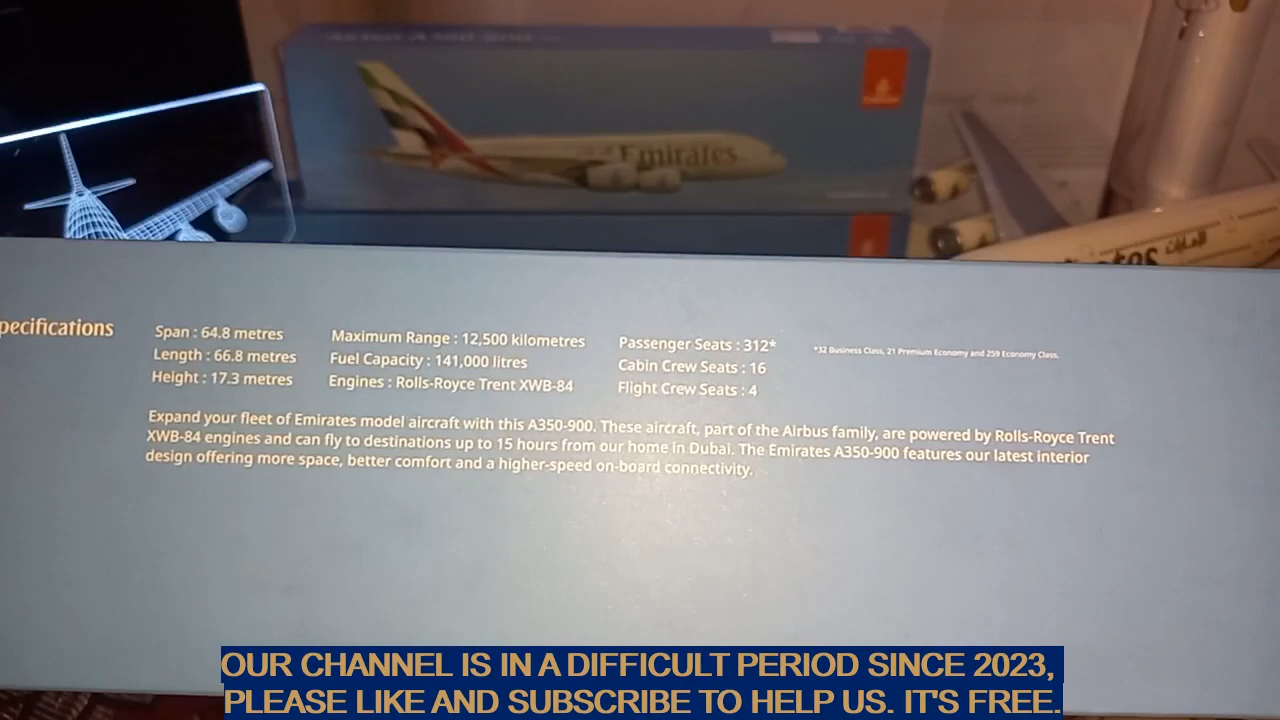 Emirates
Emirates
الإمارات
pecifications
Span : 64.8 metres
Length : 66.8 metres
Height : 17.3 metres
Maximum Range : 12,500 kilometres
Fuel Capacity : 141,000 litres
Engines : Rolls-Royce Trent XWB-84
Passenger Seats : 312*
Cabin Crew Seats : 16
Flight Crew Seats : 4
*32 Business Class, 21 Premium Economy and 259 Economy Class.
Expand your fleet of Emirates model aircraft with this A350-900. These aircraft, part of the Airbus family, are powered by Rolls-Royce Trent
XWB-84 engines and can fly to destinations up to 15 hours from our home in Dubai. The Emirates A350-900 features our latest interior
design offering more space, better comfort and a higher-speed on-board connectivity.
OUR CHANNEL IS IN A DIFFICULT PERIOD SINCE 2023,
PLEASE LIKE AND SUBSCRIBE TO HELP US. IT'S FREE.